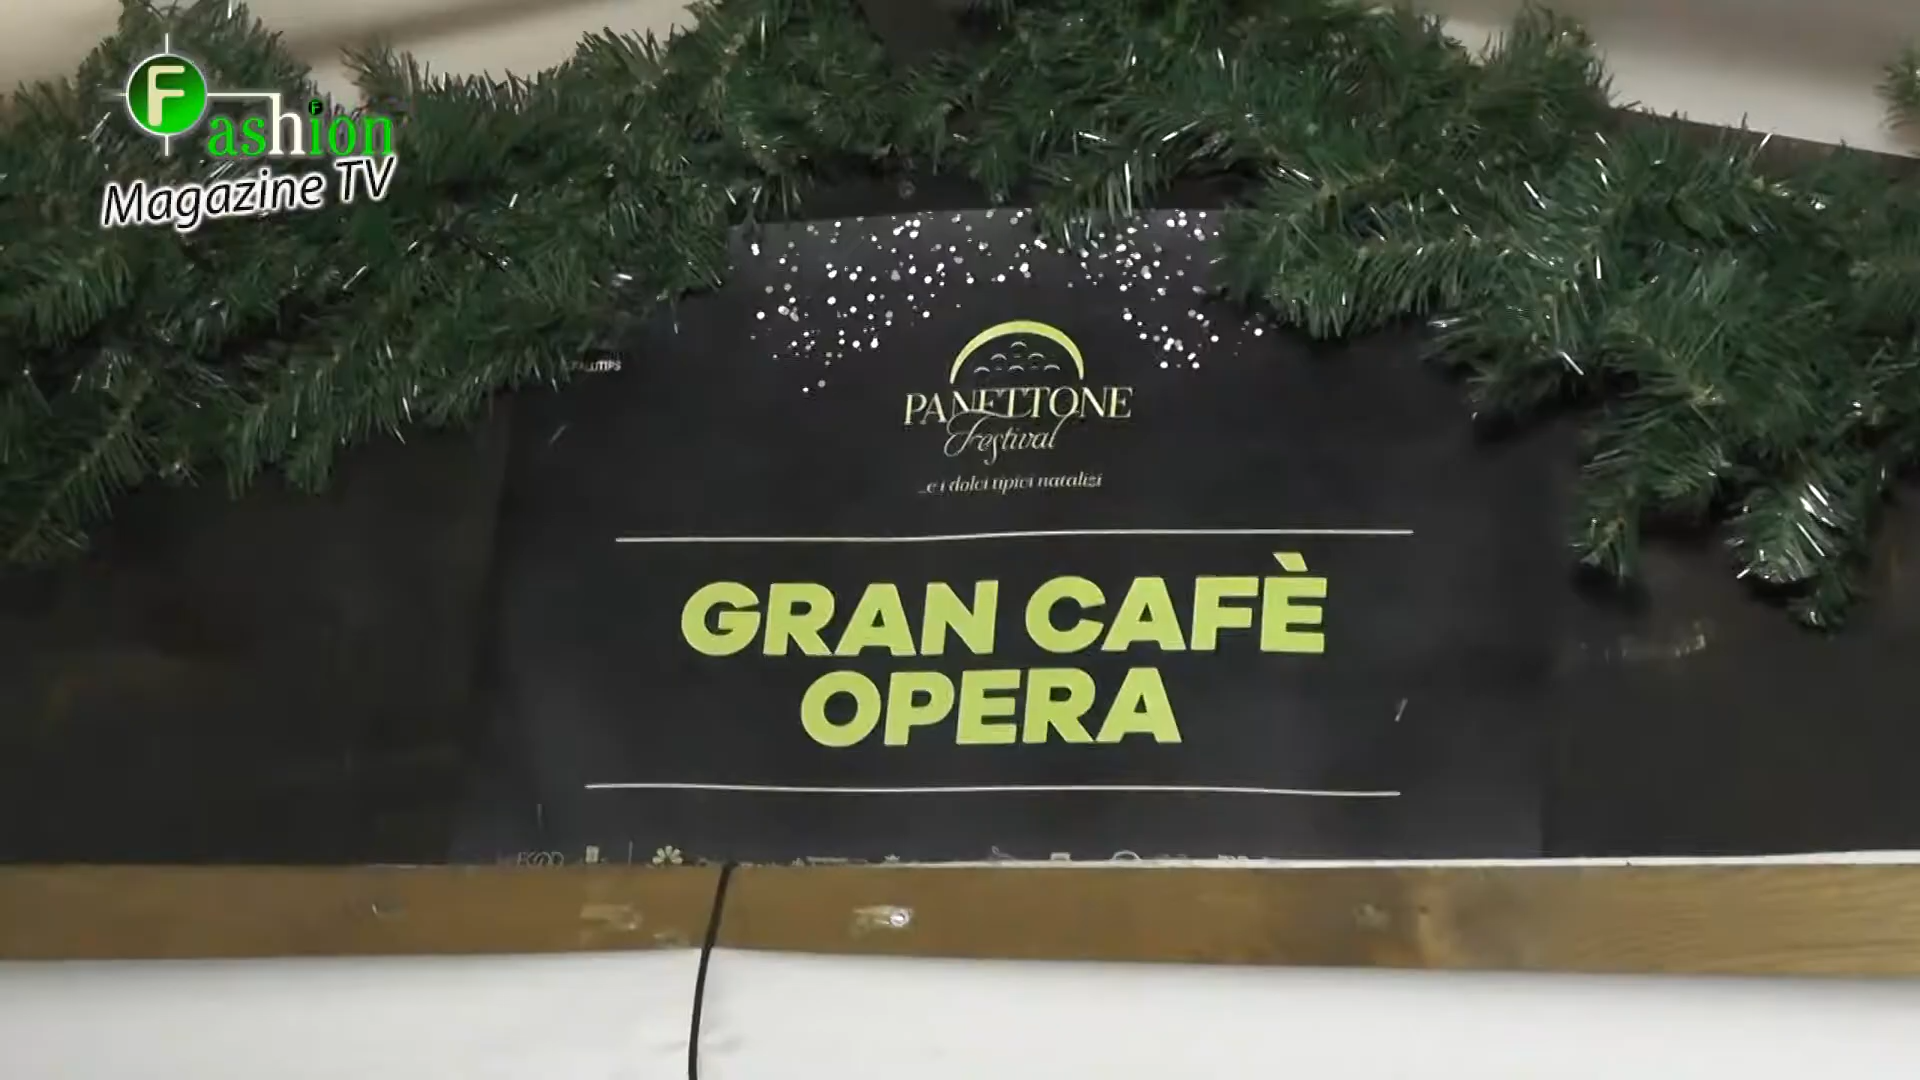 Fashion
Magazine TV
PANETTONE
Festival
...e i dolci tipici natalizi
GRAN CAFÈ
OPERA